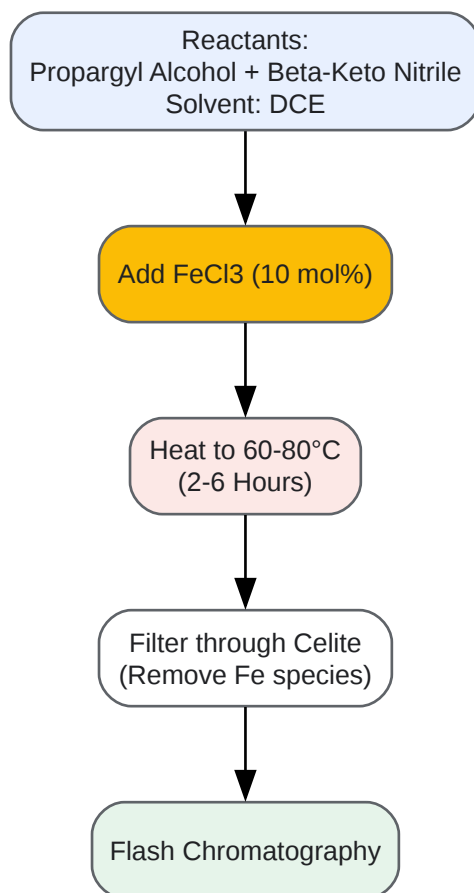 Reactants:
Propargyl Alcohol + Beta-Keto Nitrile
Solvent: DCE
Add FeCl3 (10 mol%)
Heat to 60-80°C
(2-6 Hours)
Filter through Celite
(Remove Fe species)
Flash Chromatography